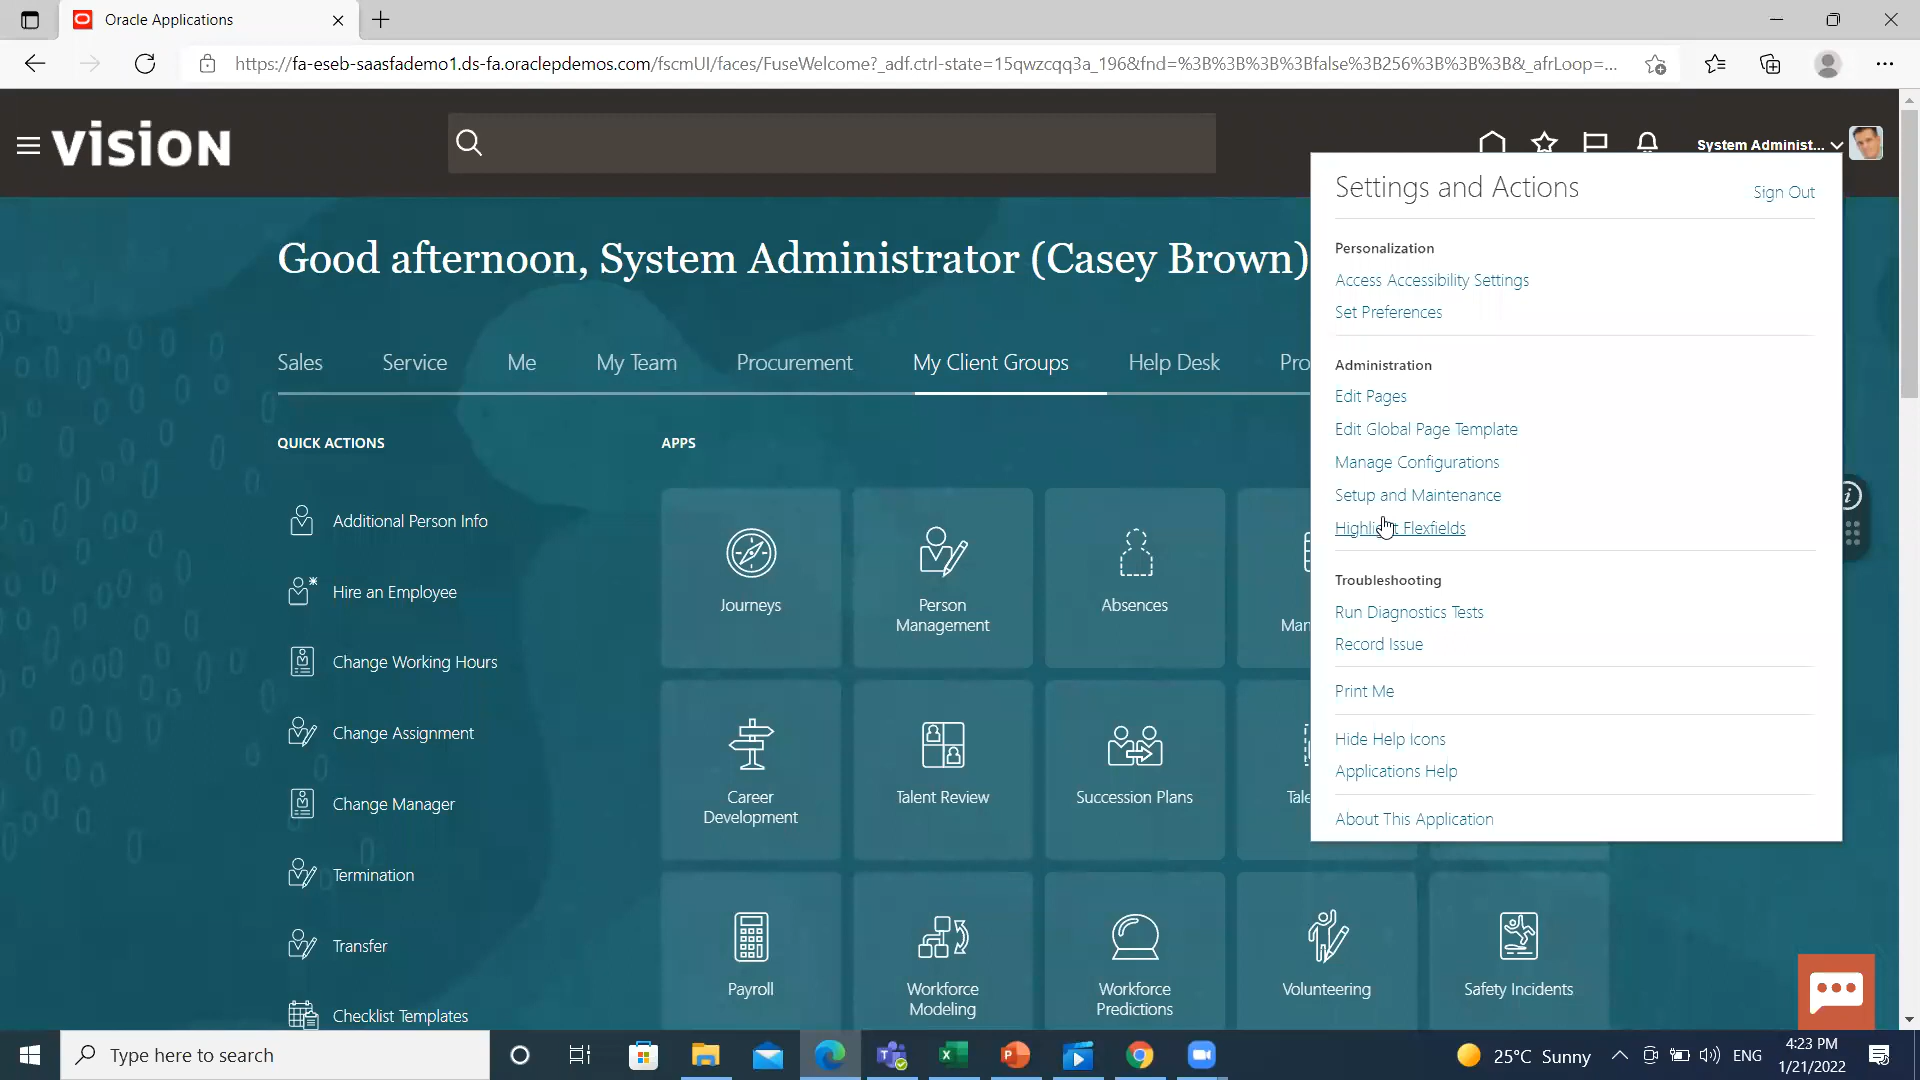 Oracle Applications
https://fa-eseb-saasfademo1.ds-fa.oraclepdemos.com/fscmUI/faces/FuseWelcome?_adf.ctrl-state=15qwzcqq3a_196&fnd=%3B%3B%3B%3Bfalse%3B256%3B%3B%3B&_afrLoop=...
vision
System Administ...
Settings and Actions
Sign Out
Good afternoon, System Administrator (Casey Brown)
Personalization
Access Accessibility Settings
Set Preferences
Sales
Service
Me
My Team
Procurement
My Client Groups
Help Desk
Pro
Administration
Edit Pages
Edit Global Page Template
Manage Configurations
Setup and Maintenance
Highlight Flexfields
Troubleshooting
Run Diagnostics Tests
Record Issue
Print Me
Hide Help Icons
Applications Help
About This Application
QUICK ACTIONS
Additional Person Info
Hire an Employee
Change Working Hours
Change Assignment
Change Manager
Termination
Transfer
Checklist Templates
APPS
Journeys
Person
Management
Absences
Man
Career
Development
Talent Review
Succession Plans
Tale
Payroll
Workforce
Modeling
Workforce
Predictions
Volunteering
Safety Incidents
Type here to search
25°C Sunny
ENG
4:23 PM
1/21/2022